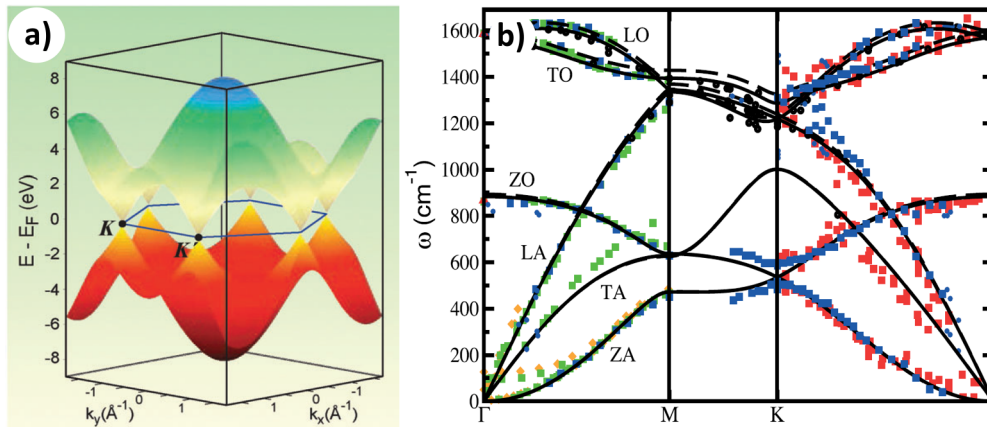 a)
E - E_F (eV)
8
6
4
2
0
-2
-4
-6
-8
K
K'
-1
0
1
k_y(Å⁻¹)
-1
0
1
k_x(Å⁻¹)
b)
ω (cm⁻¹)
1600
1400
1200
1000
800
600
400
200
0
LO
TO
ZO
LA
TA
ZA
Γ
M
K